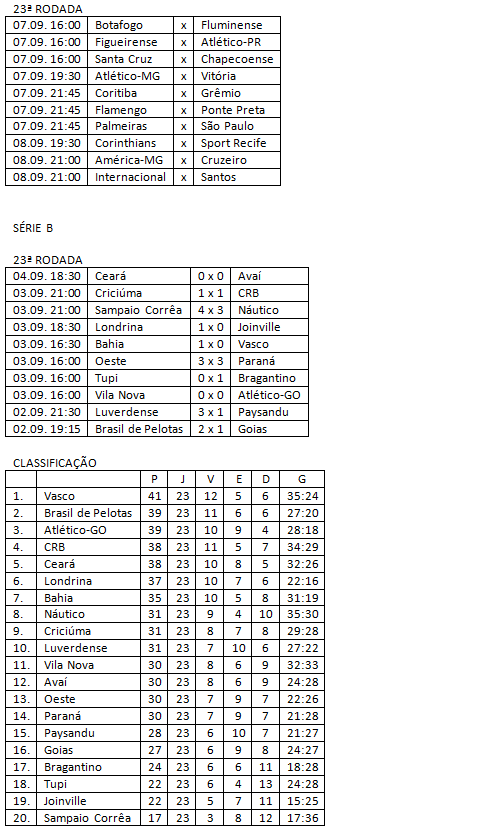 23ª RODADA
07.09. 16:00 Botafogo x Fluminense
07.09. 16:00 Figueirense x Atlético-PR
07.09. 16:00 Santa Cruz x Chapecoense
07.09. 19:30 Atlético-MG x Vitória
07.09. 21:45 Coritiba x Grêmio
07.09. 21:45 Flamengo x Ponte Preta
07.09. 21:45 Palmeiras x São Paulo
08.09. 19:30 Corinthians x Sport Recife
08.09. 21:00 América-MG x Cruzeiro
08.09. 21:00 Internacional x Santos
SÉRIE B
23ª RODADA
04.09. 18:30 Ceará 0 x 0 Avaí
03.09. 21:00 Criciúma 1 x 1 CRB
03.09. 21:00 Sampaio Corrêa 4 x 3 Náutico
03.09. 18:30 Londrina 1 x 0 Joinville
03.09. 16:30 Bahia 1 x 0 Vasco
03.09. 16:00 Oeste 3 x 3 Paraná
03.09. 16:00 Tupi 0 x 1 Bragantino
03.09. 16:00 Vila Nova 0 x 0 Atlético-GO
02.09. 21:30 Luverdense 3 x 1 Paysandu
02.09. 19:15 Brasil de Pelotas 2 x 1 Goias
CLASSIFICAÇÃO
P J V E D G
1. Vasco 41 23 12 5 6 35:24
2. Brasil de Pelotas 39 23 11 6 6 27:20
3. Atlético-GO 39 23 10 9 4 28:18
4. CRB 38 23 11 5 7 34:29
5. Ceará 38 23 10 8 5 32:26
6. Londrina 37 23 10 7 6 22:16
7. Bahia 35 23 10 5 8 31:19
8. Náutico 31 23 9 4 10 35:30
9. Criciúma 31 23 8 7 8 29:28
10. Luverdense 31 23 7 10 6 27:22
11. Vila Nova 30 23 8 6 9 32:33
12. Avaí 30 23 8 6 9 24:28
13. Oeste 30 23 7 9 7 22:26
14. Paraná 30 23 7 9 7 21:28
15. Paysandu 28 23 6 10 7 21:27
16. Goias 27 23 6 9 8 24:27
17. Bragantino 24 23 6 6 11 18:28
18. Tupi 22 23 6 4 13 24:28
19. Joinville 22 23 5 7 11 15:25
20. Sampaio Corrêa 17 23 3 8 12 17:36